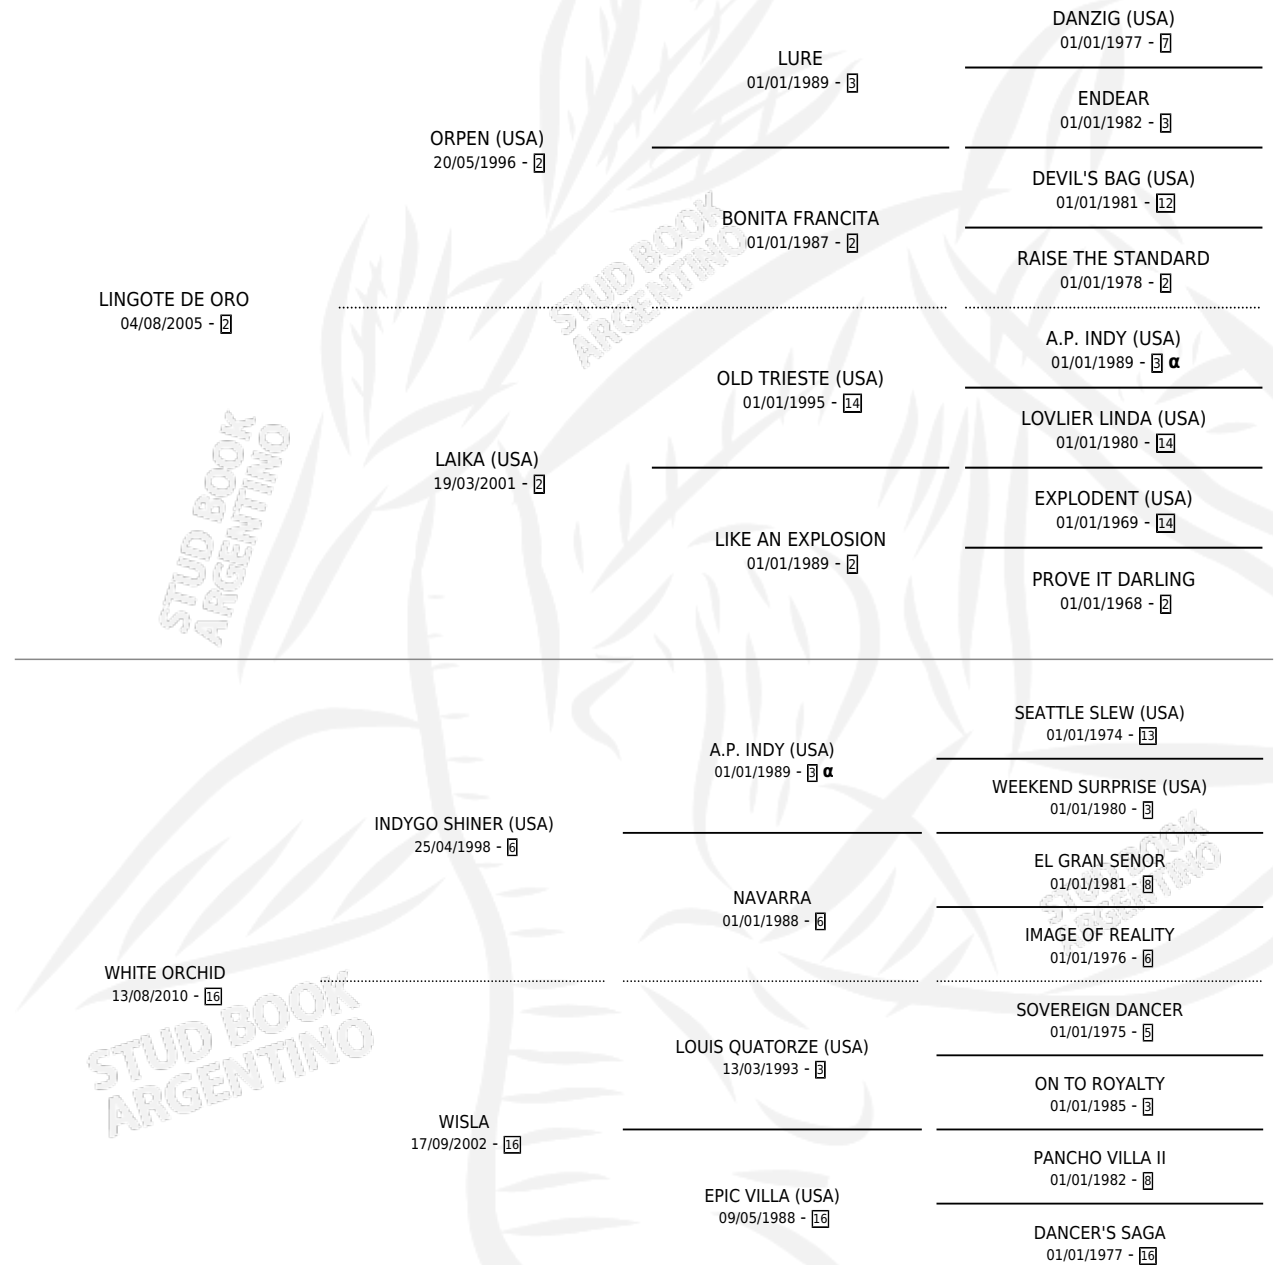 DANZIG (USA)
01/01/1977 - 7
LURE
01/01/1989 - 3
ENDEAR
01/01/1982 - 3
ORPEN (USA)
20/05/1996 - 2
DEVIL'S BAG (USA)
01/01/1981 - 12
BONITA FRANCITA
01/01/1987 - 2
RAISE THE STANDARD
01/01/1978 - 2
LINGOTE DE ORO
04/08/2005 - 2
A.P. INDY (USA)
01/01/1989 - 3 α
OLD TRIESTE (USA)
01/01/1995 - 14
LOVLIER LINDA (USA)
01/01/1980 - 14
LAIKA (USA)
19/03/2001 - 2
EXPLODENT (USA)
01/01/1969 - 14
LIKE AN EXPLOSION
01/01/1989 - 2
PROVE IT DARLING
01/01/1968 - 2
SEATTLE SLEW (USA)
01/01/1974 - 13
A.P. INDY (USA)
01/01/1989 - 3 α
WEEKEND SURPRISE (USA)
01/01/1980 - 3
INDYGO SHINER (USA)
25/04/1998 - 6
EL GRAN SENOR
01/01/1981 - 8
NAVARRA
01/01/1988 - 6
IMAGE OF REALITY
01/01/1976 - 6
WHITE ORCHID
13/08/2010 - 16
SOVEREIGN DANCER
01/01/1975 - 5
LOUIS QUATORZE (USA)
13/03/1993 - 3
ON TO ROYALTY
01/01/1985 - 3
WISLA
17/09/2002 - 16
PANCHO VILLA II
01/01/1982 - 8
EPIC VILLA (USA)
09/05/1988 - 16
DANCER'S SAGA
01/01/1977 - 16
STUD BOOK
ARGENTINO
STUD BOOK
ARGENTINO
STUD BOOK
ARGENTINO
STUD BOOK
ARGENTINO